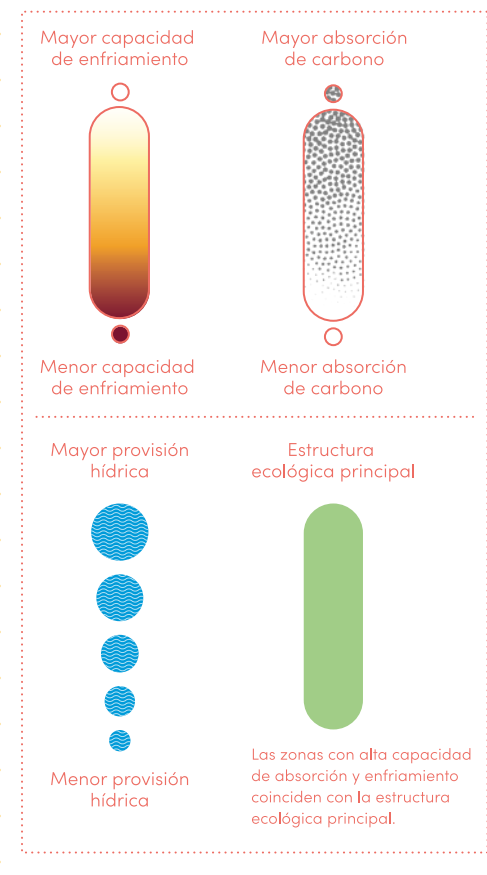 Mayor capacidad
de enfriamiento
Mayor absorción
de carbono
Menor capacidad
de enfriamiento
Menor absorción
de carbono
Mayor provisión
hídrica
Estructura
ecológica principal
Menor provisión
hídrica
Las zonas con alta capacidad
de absorción y enfriamiento
coinciden con la estructura
ecológica principal.